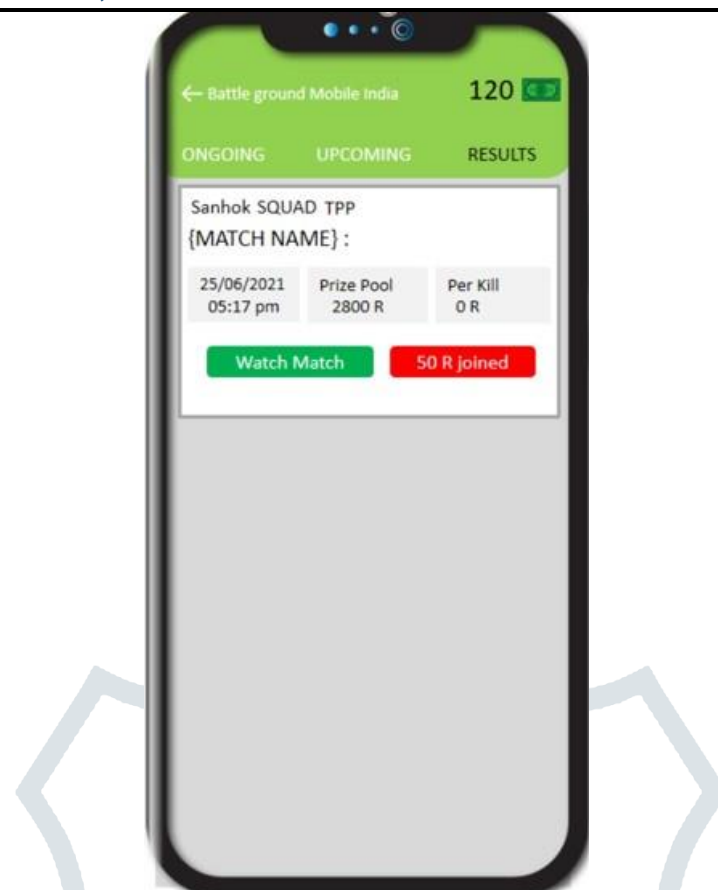 ← Battle ground Mobile India 120
ONGOING UPCOMING RESULTS
Sanhok SQUAD TPP
{MATCH NAME} :
25/06/2021 Prize Pool Per Kill
05:17 pm 2800 R 0 R
Watch Match 50 R joined